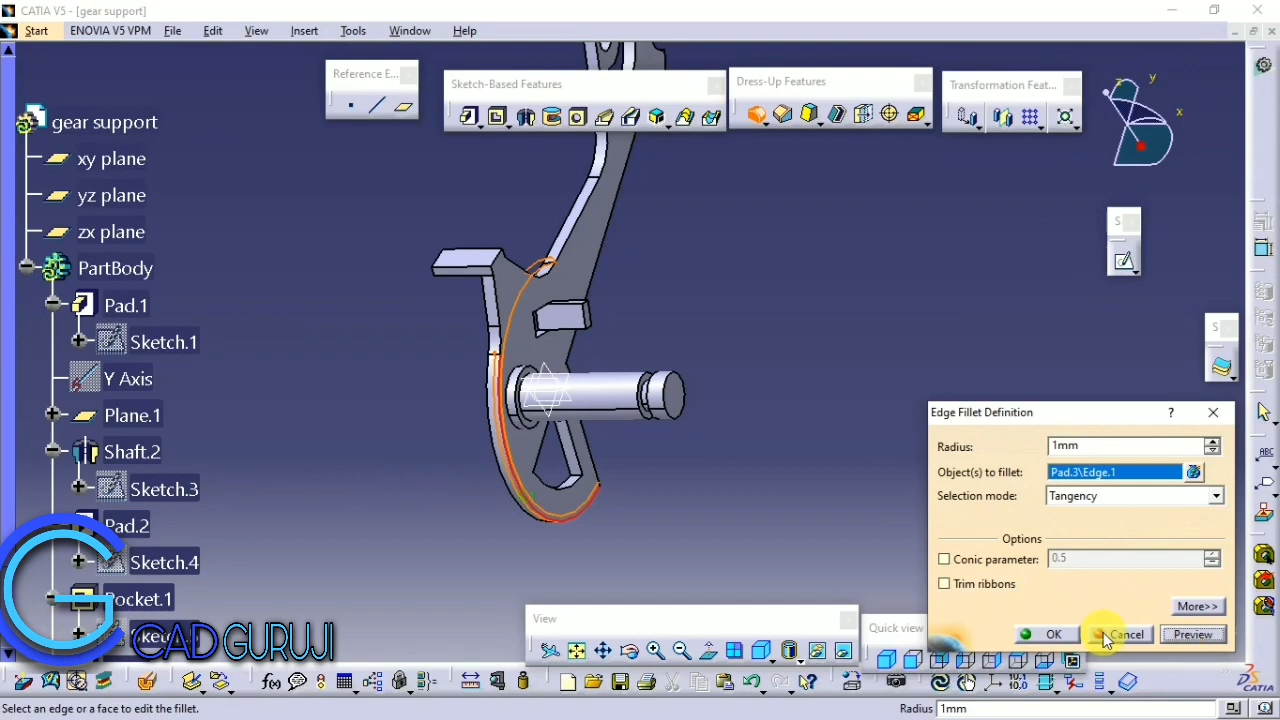 CATIA V5 - [gear support]
Start ENOVIA V5 VPM File Edit View Insert Tools Window Help
Reference E...
Sketch-Based Features
Dress-Up Features
Transformation Feat...
z y
x
gear support
xy plane
yz plane
zx plane
PartBody
Pad.1
Sketch.1
Y Axis
Plane.1
Shaft.2
Sketch.3
Pad.2
Sketch.4
Pocket.1
S
S
Edge Fillet Definition ?
Radius: 1mm
Object(s) to fillet: Pad.3\Edge.1
Selection mode: Tangency
Options
Conic parameter: 0.5
Trim ribbons
More>>
OK Cancel Preview
View
Quick view
ABC
CAD GURUJI
f(x)
10,0
CATIA
Select an edge or a face to edit the fillet. Radius 1mm